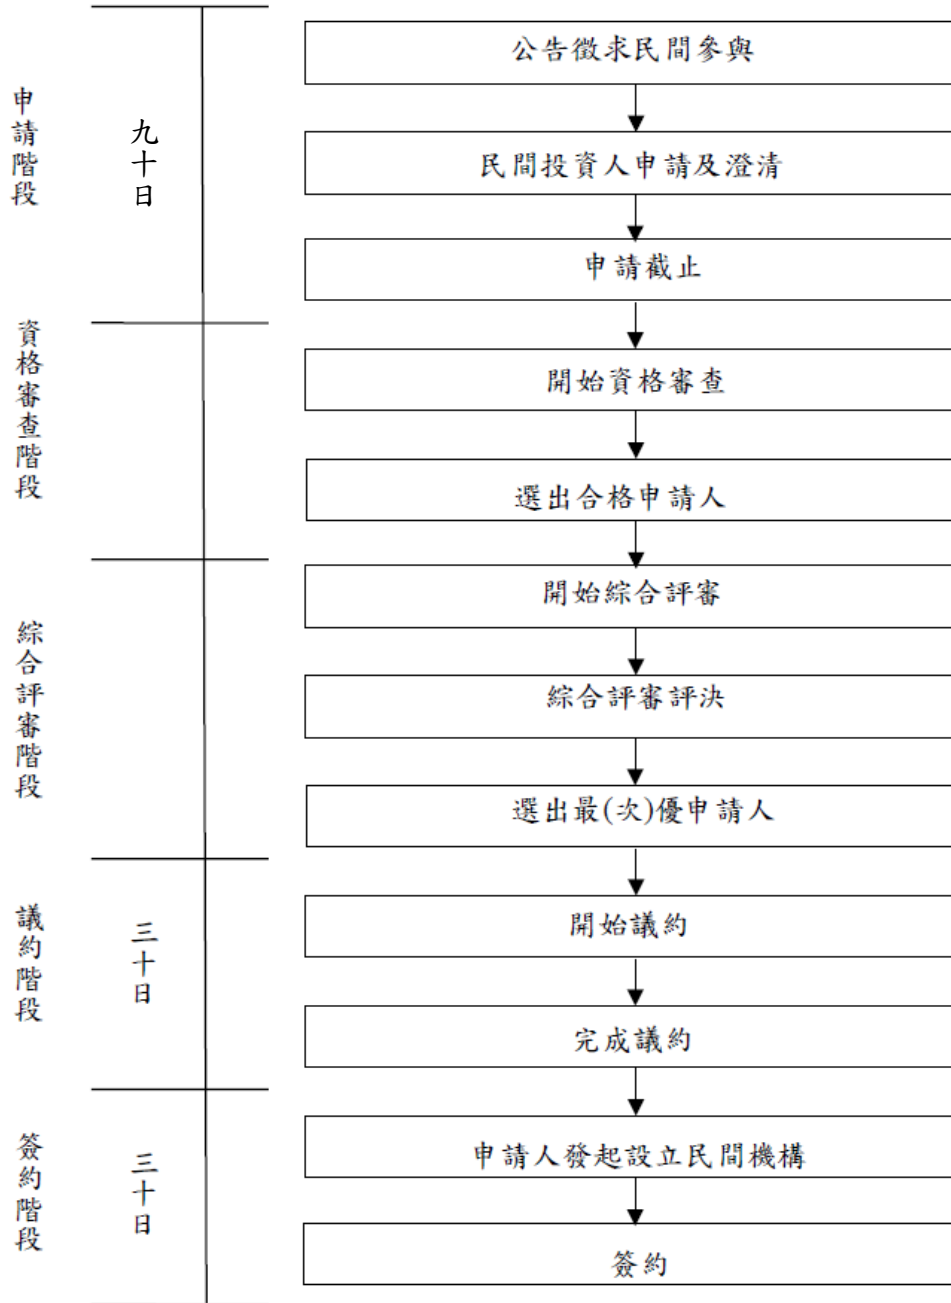 申請階段
九十日
公告徵求民間參與
民間投資人申請及澄清
申請截止
資格審查階段
開始資格審查
選出合格申請人
綜合評審階段
開始綜合評審
綜合評審評決
選出最(次)優申請人
議約階段
三十日
開始議約
完成議約
簽約階段
三十日
申請人發起設立民間機構
簽約